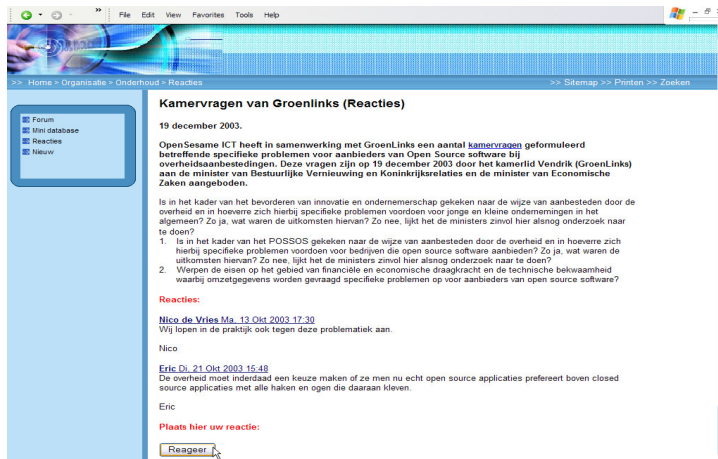 File Edit View Favorites Tools Help
>> Home > Organisatie > Onderhoud > Reacties >> Sitemap >> Printen >> Zoeken
Forum
Mini database
Reacties
Nieuw
Kamervragen van Groenlinks (Reacties)
19 december 2003.
OpenSesame ICT heeft in samenwerking met GroenLinks een aantal kamervragen geformuleerd
betreffende specifieke problemen voor aanbieders van Open Source software bij
overheidsaanbestedingen. Deze vragen zijn op 19 december 2003 door het kamerlid Vendrik (GroenLinks)
aan de minister van Bestuurlijke Vernieuwing en Koninkrijksrelaties en de minister van Economische
Zaken aangeboden.
Is in het kader van het bevorderen van innovatie en ondernemerschap gekeken naar de wijze van aanbesteden door de
overheid en in hoeverre zich hierbij specifieke problemen voordoen voor jonge en kleine ondernemingen in het
algemeen? Zo ja, wat waren de uitkomsten hiervan? Zo nee, lijkt het de ministers zinvol hier alsnog onderzoek naar
te doen?
1. Is in het kader van het POSSOS gekeken naar de wijze van aanbesteden door de overheid en in hoeverre zich
hierbij specifieke problemen voordoen voor bedrijven die open source software aanbieden? Zo ja, wat waren de
uitkomsten hiervan? Zo nee, lijkt het de ministers zinvol hier alsnog onderzoek naar te doen?
2. Werpen de eisen op het gebied van financiële en economische draagkracht en de technische bekwaamheid
waarbij omzetgegevens worden gevraagd specifieke problemen op voor aanbieders van open source software?
Reacties:
Nico de Vries Ma, 13 Okt 2003 17:30
Wij lopen in de praktijk ook tegen deze problematiek aan.
Nico
Eric Di, 21 Okt 2003 15:48
De overheid moet inderdaad een keuze maken of ze men nu echt open source applicaties prefereert boven closed
source applicaties met alle haken en ogen die daaraan kleven.
Eric
Plaats hier uw reactie:
Reageer